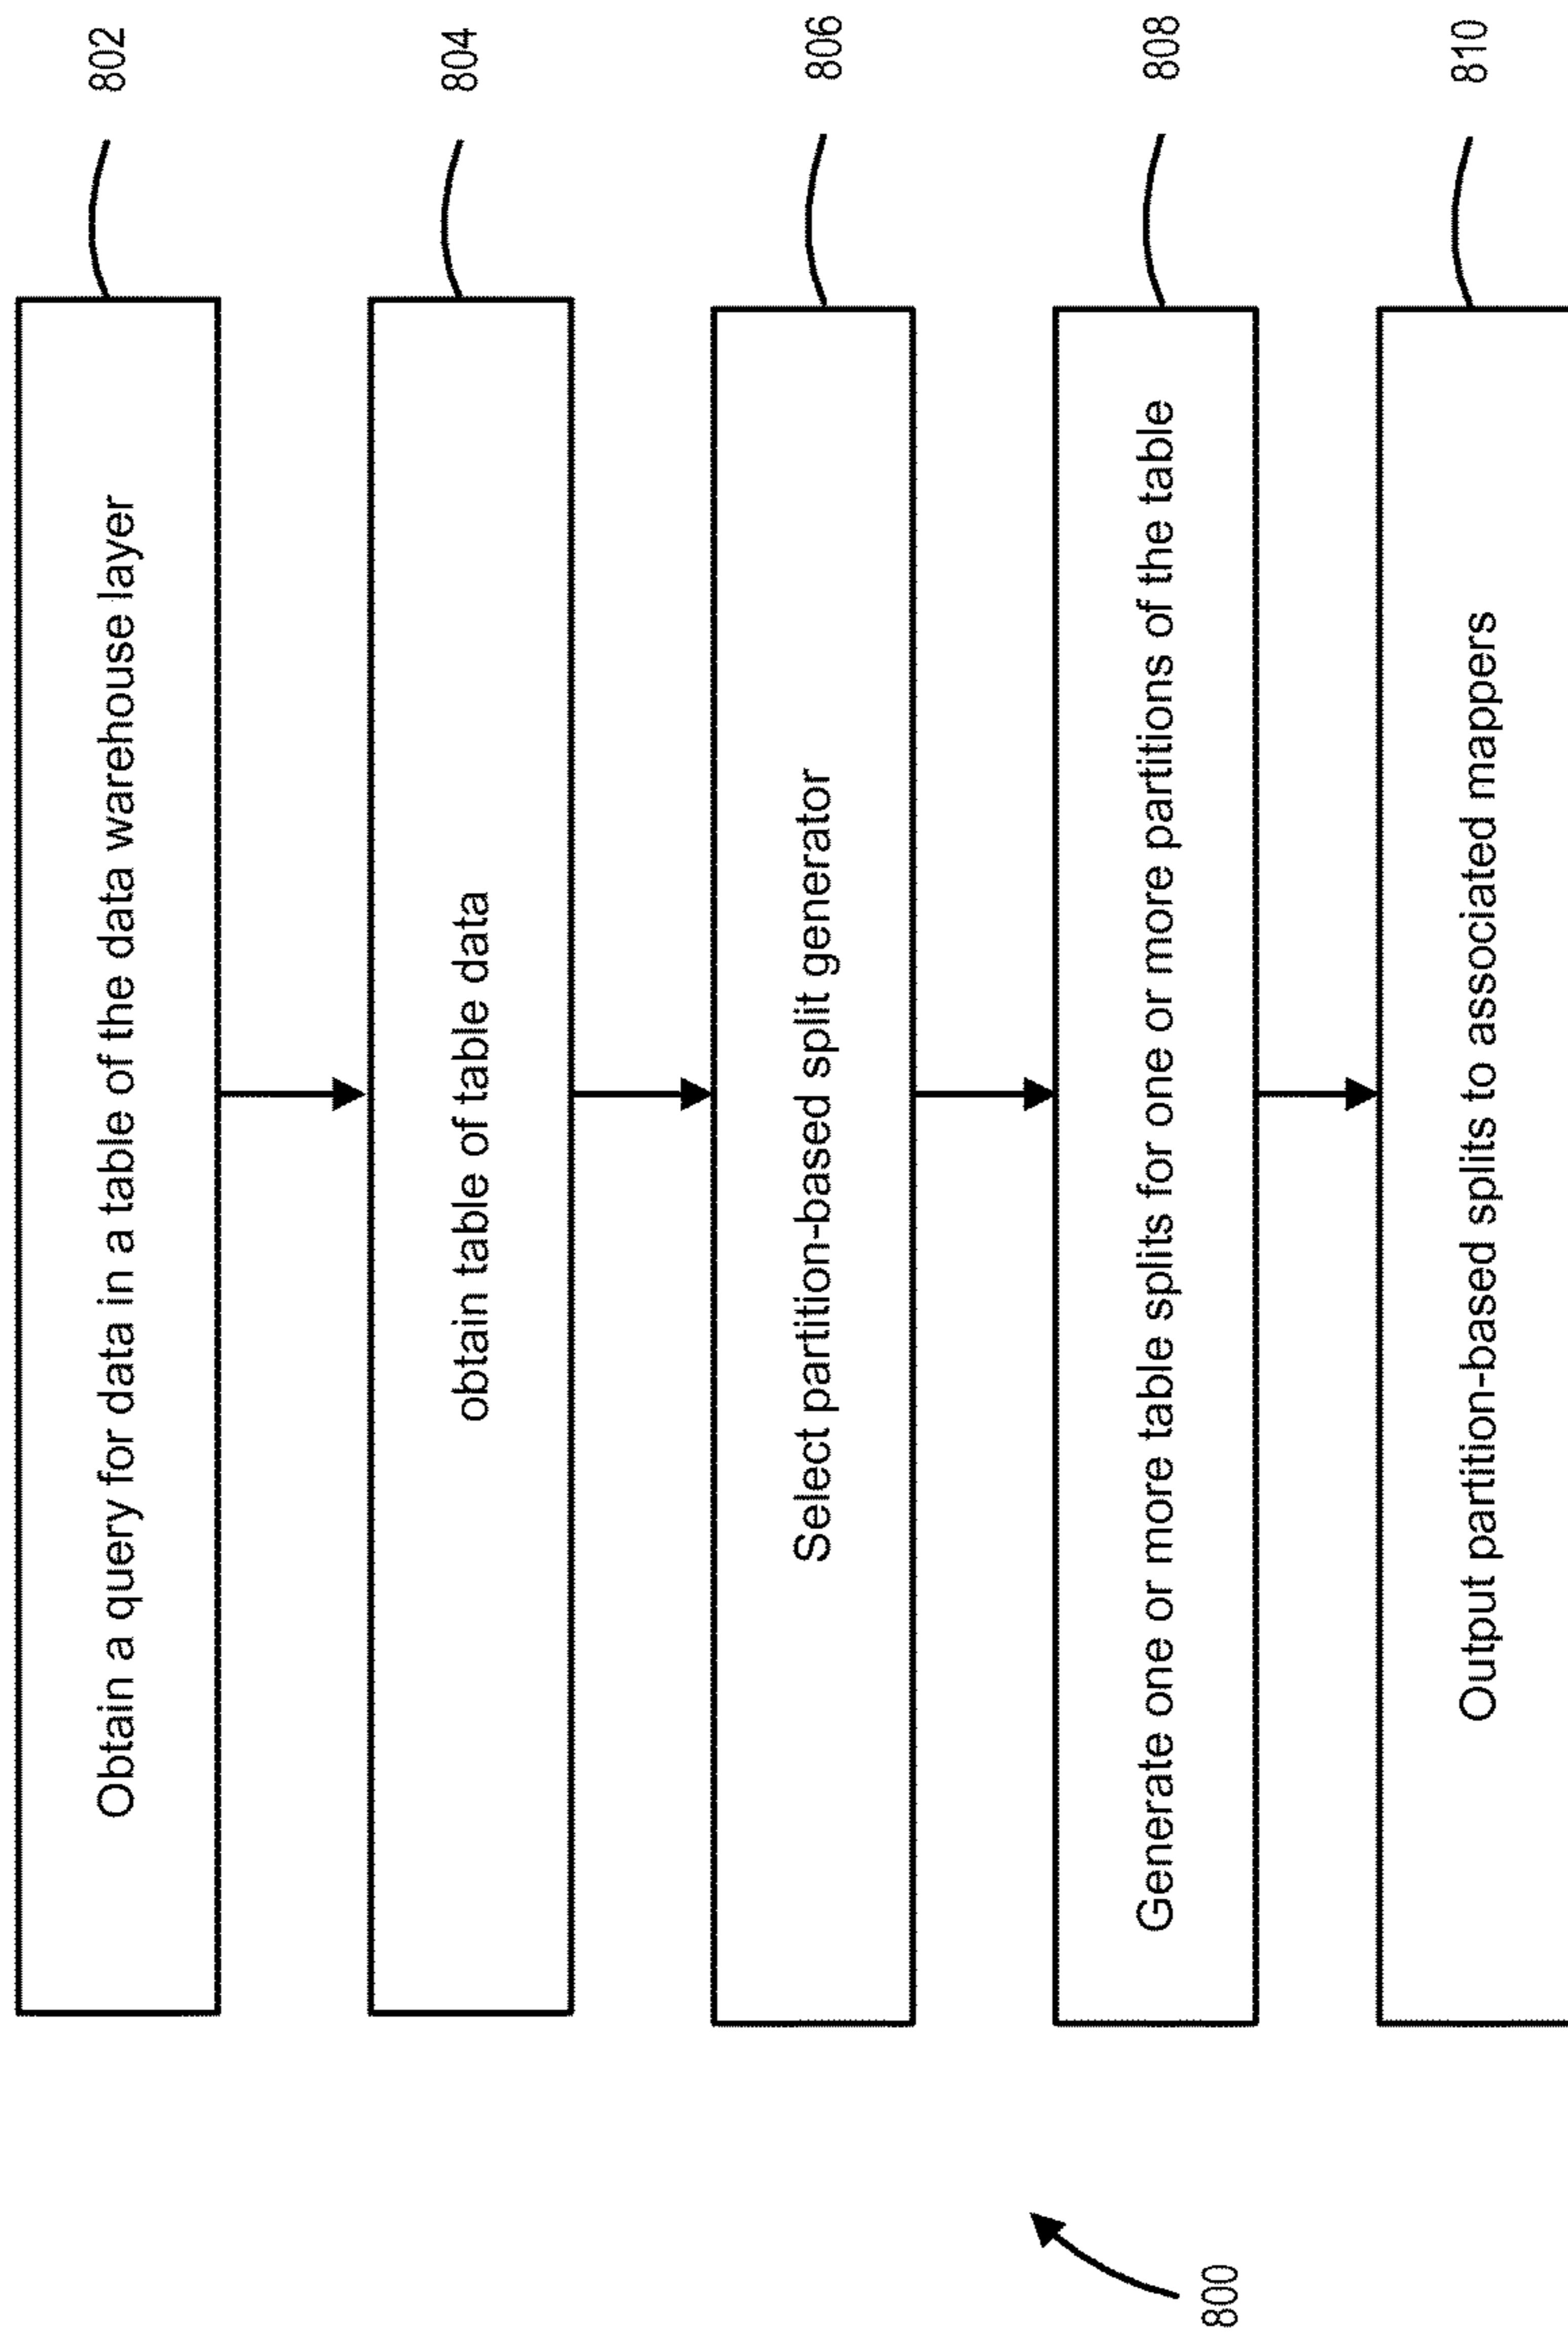 Obtain a query for data in a table of the data warehouse layer
802
obtain table of table data
804
Select partition-based split generator
806
Generate one or more table splits for one or more partitions of the table
808
Output partition-based splits to associated mappers
810
800